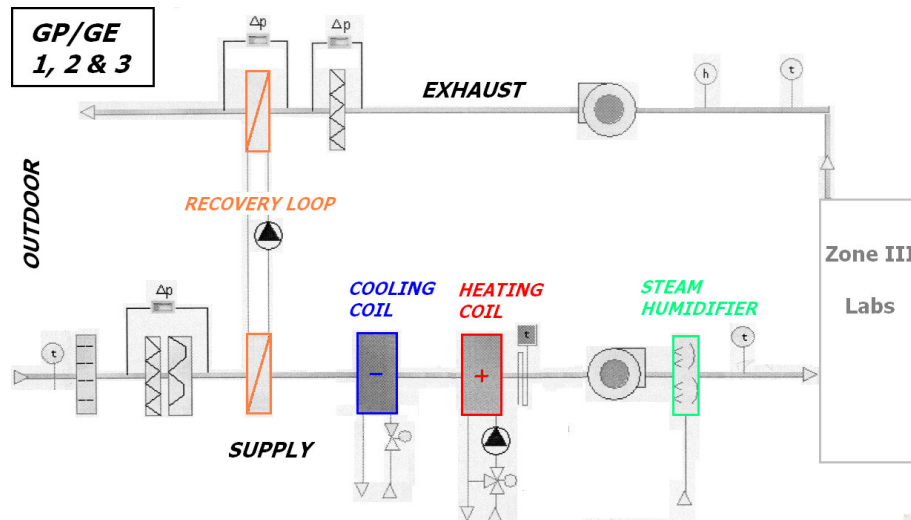 GP/GE
1, 2 & 3
Δp
Δp
h
t
EXHAUST
OUTDOOR
RECOVERY LOOP
Zone III
Labs
Δp
COOLING
COIL
HEATING
COIL
STEAM
HUMIDIFIER
t
t
t
−
+
SUPPLY